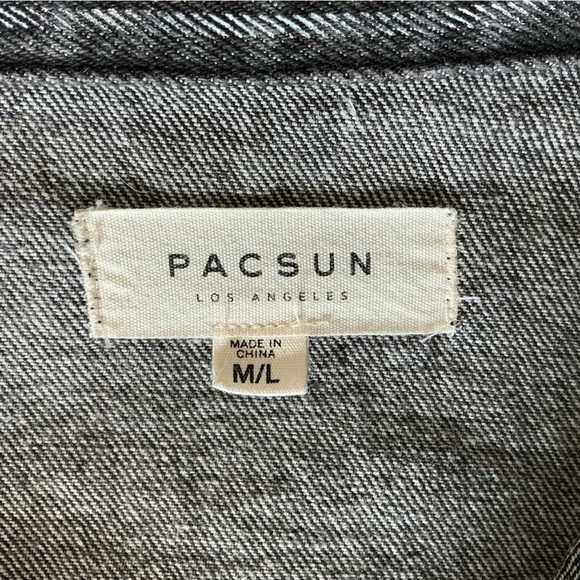 PACSUN
LOS ANGELES
MADE IN
CHINA
M/L